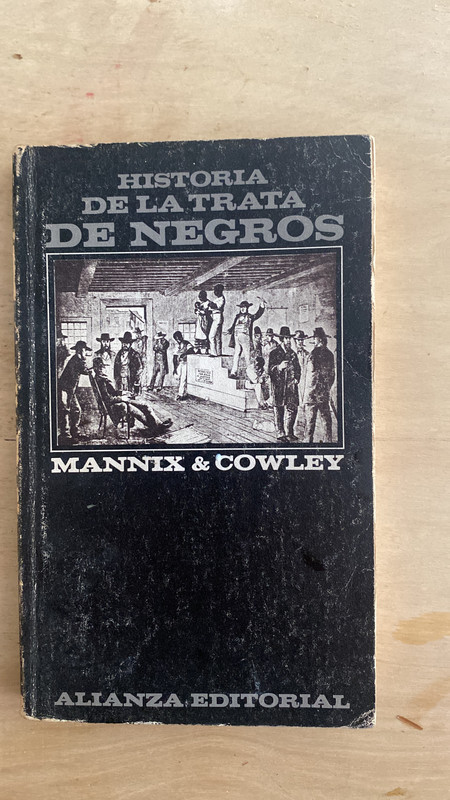 HISTORIA
DE LA TRATA
DE NEGROS
MANNIX & COWLEY
ALIANZA EDITORIAL